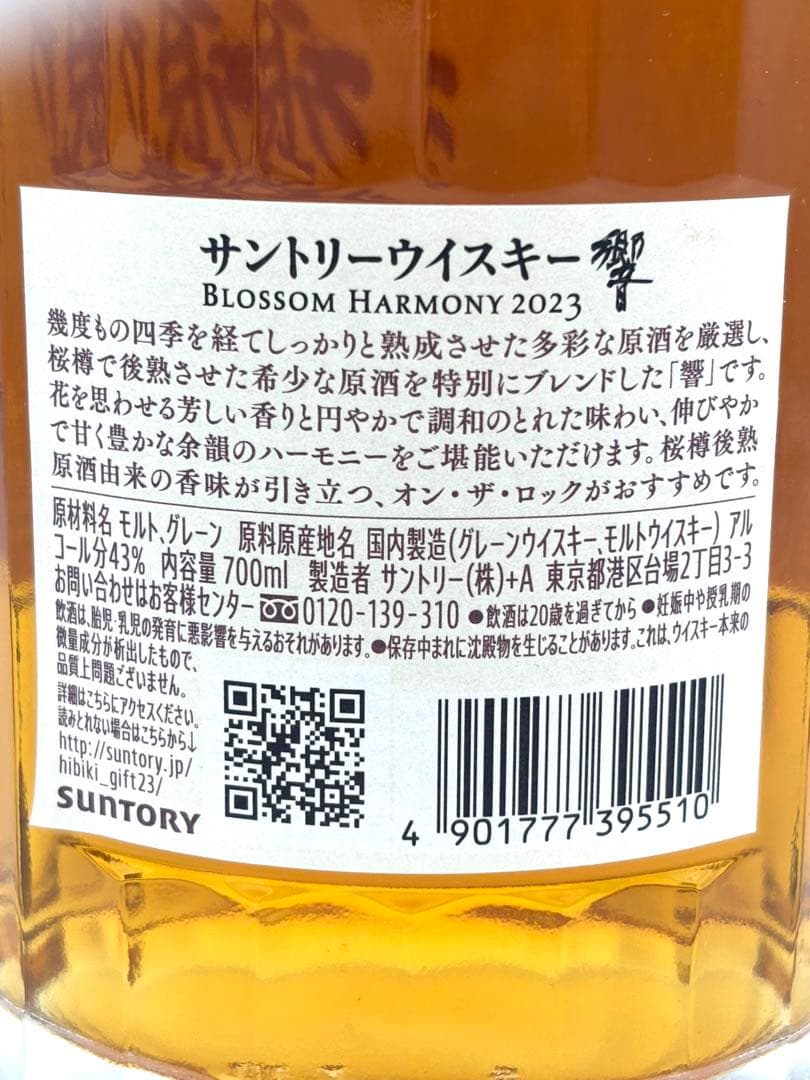 サントリーウイスキー 響
BLOSSOM HARMONY 2023
幾度もの四季を経てしっかりと熟成させた多彩な原酒を厳選し、
桜樽で後熟させた希少な原酒を特別にブレンドした「響」です。
花を思わせる芳しい香りと円やかで調和のとれた味わい、伸びやか
で甘く豊かな余韻のハーモニーをご堪能いただけます。桜樽後熟
原酒由来の香味が引き立つ、オン・ザ・ロックがおすすめです。
原材料名 モルト、グレーン 原料原産地名 国内製造(グレーンウイスキー、モルトウイスキー) アル
コール分43% 内容量 700ml 製造者 サントリー(株)+A 東京都港区台場2丁目3-3
お問い合わせはお客様センター 0120-139-310 ●飲酒は20歳を過ぎてから ●妊娠中や授乳期の
飲酒は、胎児・乳児の発育に悪影響を与えるおそれがあります。●保存中まれに沈殿物を生じることがあります。これは、ウイスキー本来の
微量成分が析出したもので、
品質上問題ございません。
詳細はこちらにアクセスください。
読みとれない場合はこちらから↓
http://suntory.jp/
hibiki_gift23/
SUNTORY
4 901777 395510